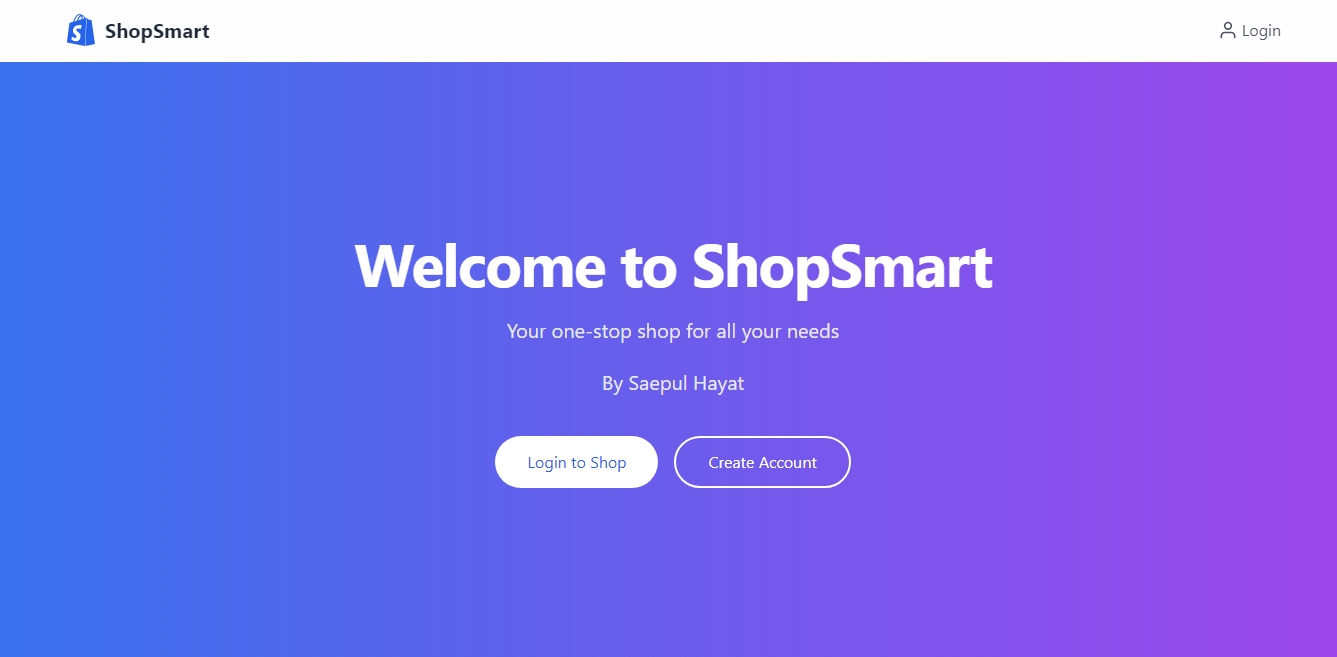 ShopSmart
Login
Welcome to ShopSmart
Your one-stop shop for all your needs
By Saepul Hayat
Login to Shop
Create Account